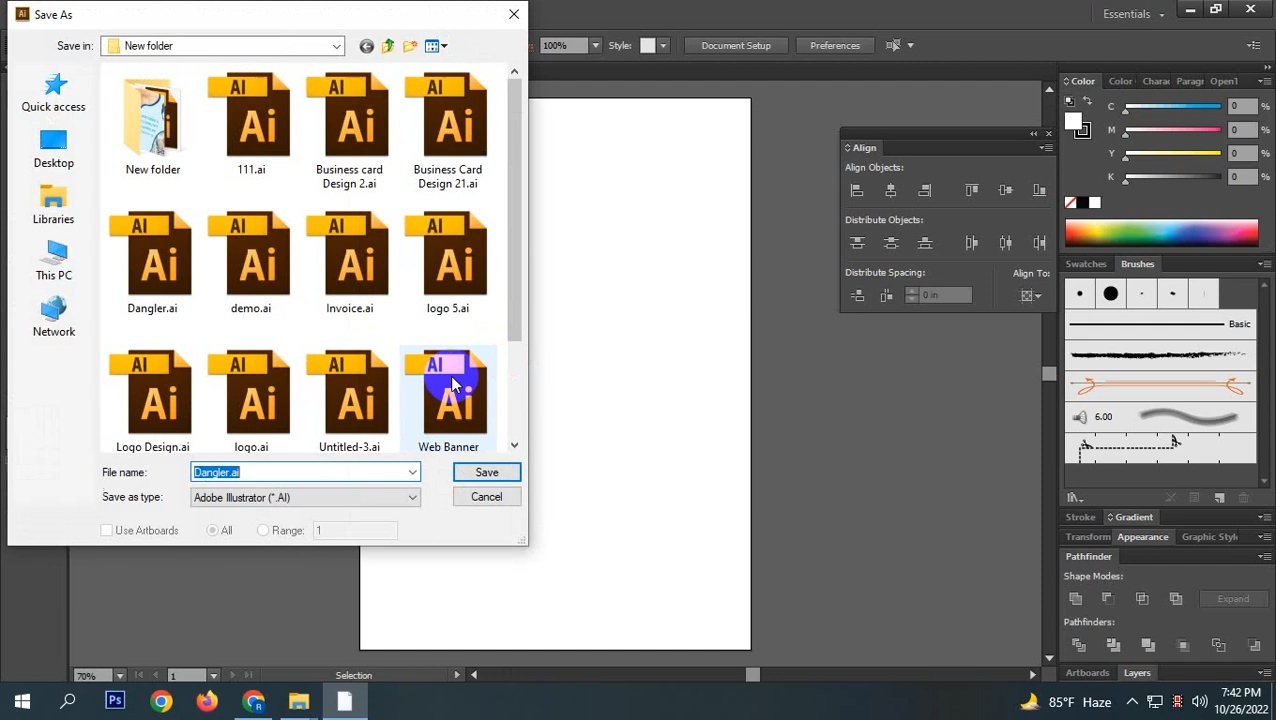 Save As
Essentials
Save in:
New folder
100%
Style:
Document Setup
Preferences
Quick access
Desktop
Libraries
This PC
Network
New folder
111.ai
Business card
Design 2.ai
Business Card
Design 21.ai
Dangler.ai
demo.ai
Invoice.ai
logo 5.ai
Logo Design.ai
logo.ai
Untitled-3.ai
Web Banner
File name:
Dangler.ai
Save
Save as type:
Adobe Illustrator (*.AI)
Cancel
Use Artboards
All
Range:
1
Align
Align Objects:
Distribute Objects:
Distribute Spacing:
Align To:
0 in
Color
Color
Chara
Paragr
OpenT
C
0
%
M
0
%
Y
0
%
K
0
%
Swatches
Brushes
Basic
6.00
Stroke
Gradient
Transform
Appearance
Graphic Style
Pathfinder
Shape Modes:
Expand
Pathfinders:
Artboards
Layers
70%
1
Selection
85°F
Haze
7:42 PM
10/26/2022